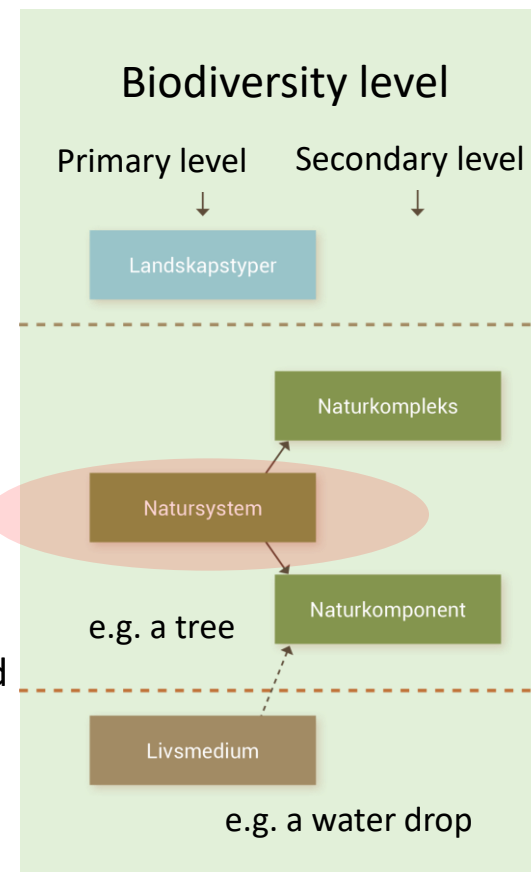 Biodiversity level
Primary level Secondary level
Landskapstyper
Naturkompleks
Natursystem
Naturkomponent
e.g. a tree
d
Livsmedium
e.g. a water drop